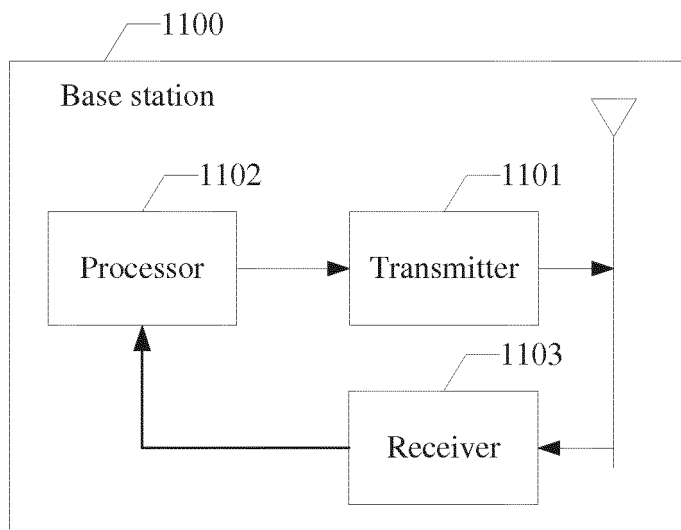 1100
Base station
1102
1101
Processor
Transmitter
1103
Receiver